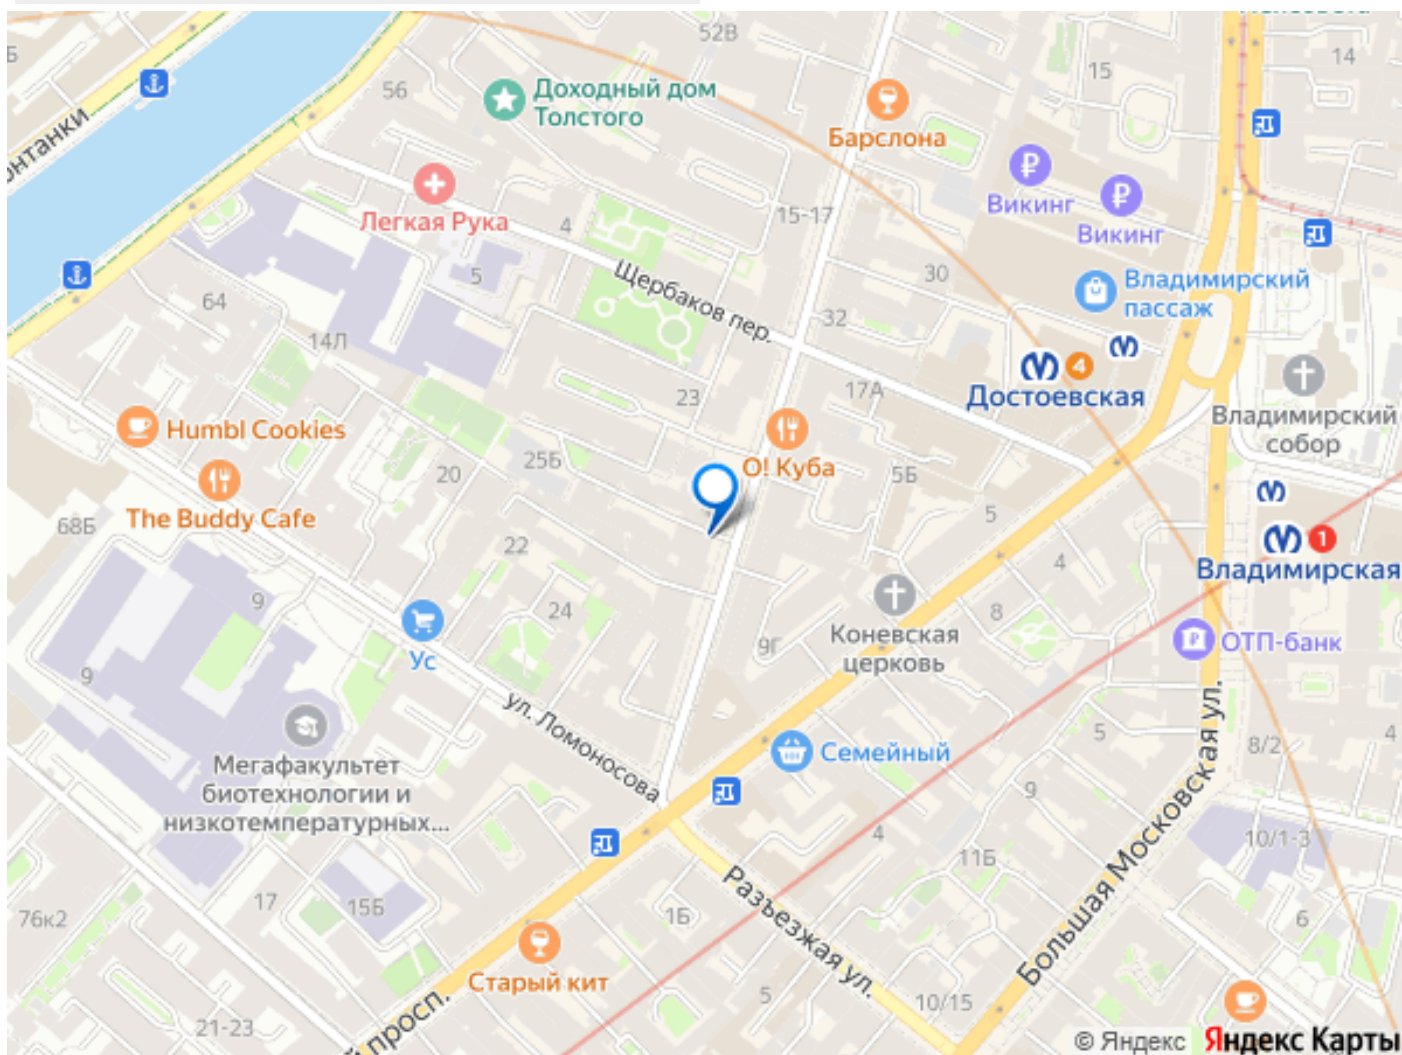 52В
14
15
56
Доходный дом
Толстого
Барслона
онтанки
Викинг
Викинг
Легкая Рука
4
15-17
5
Щербаков пер.
30
Владимирский
пассаж
64
32
14Л
4
Достоевская
17А
23
Владимирский
собор
Humbl Cookies
20
25Б
О! Куба
5Б
The Buddy Cafe
68Б
22
5
4
1
Владимирская
9
24
8
Коневская
церковь
9Г
ОТП-банк
Ус
9
ул. Ломоносова
Мегафакультет
биотехнологии и
низкотемпературных...
Семейный
5
8/2
4
9
Большая Московская ул.
4
11Б
10/1-3
Разъезжая ул.
17
15Б
1Б
76к2
6
Старый кит
5
10/15
21-23
й просп.
© Яндекс Яндекс Карты